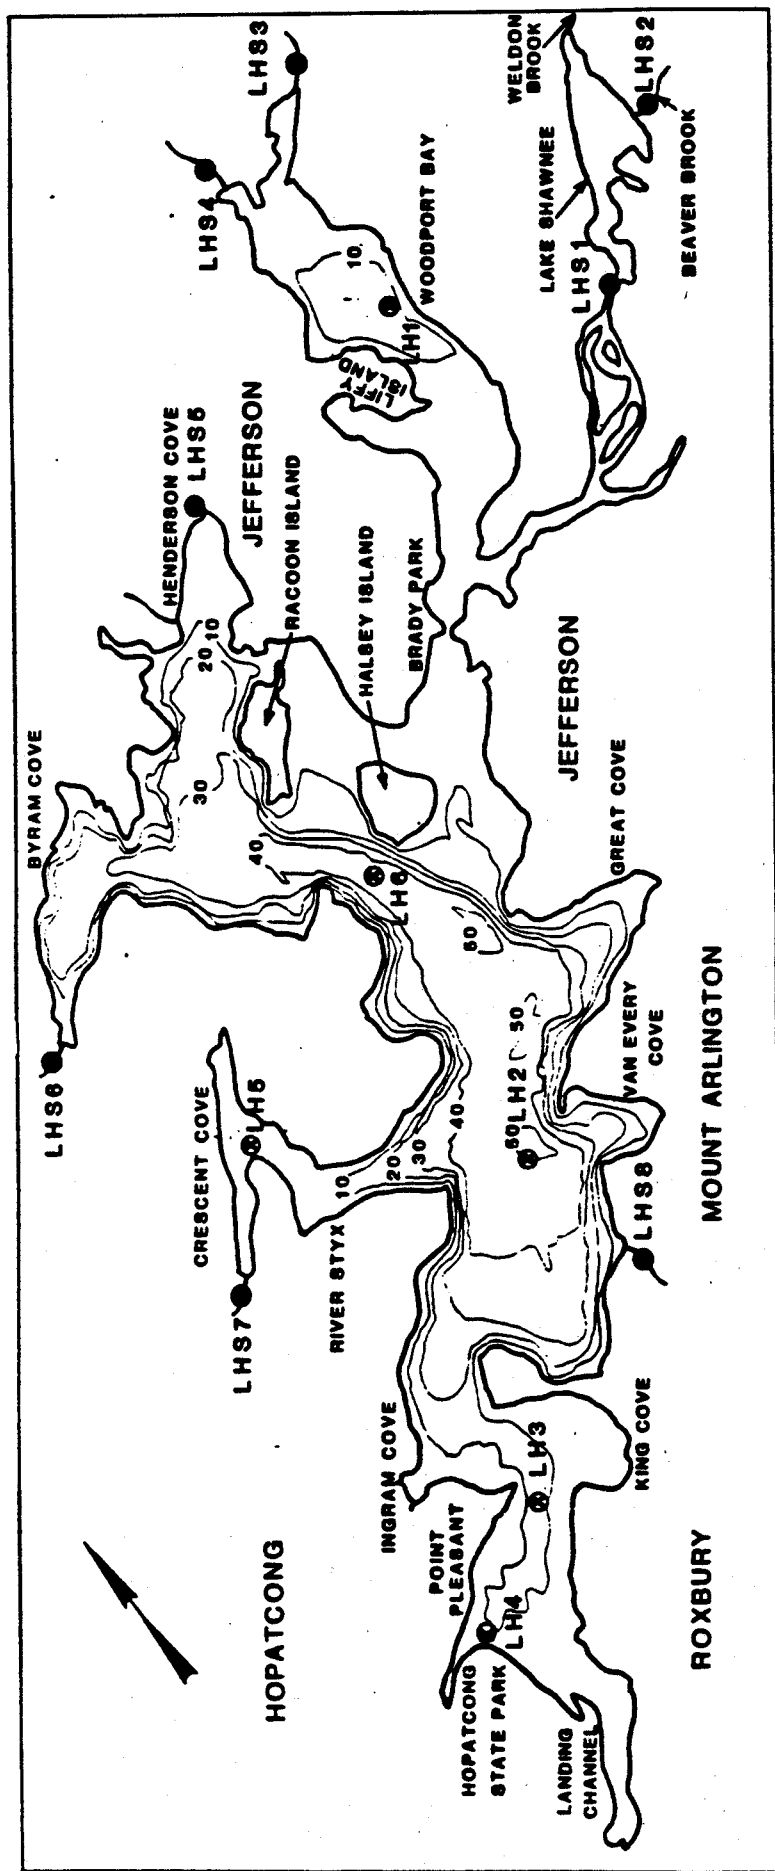 LHS3
LHS4
WELDON
BROOK
LHS2
LAKE SHAWNEE
BEAVER BROOK
LHS1
WOODPORT BAY
10
LH1
LIFFY
ISLAND
HENDERSON COVE
LHS5
JEFFERSON
RACOON ISLAND
HALSEY ISLAND
BRADY PARK
JEFFERSON
10
20
30
40
BYRAM COVE
LH6
50
GREAT COVE
LHS6
CRESCENT COVE
LH5
LHS7
RIVER STYX
10
20
30
40
50
50
LH2
VAN EVERY
COVE
MOUNT ARLINGTON
LHS8
INGRAM COVE
LH3
KING COVE
POINT
PLEASANT
HOPATCONG
LH4
HOPATCONG
STATE PARK
LANDING
CHANNEL
ROXBURY